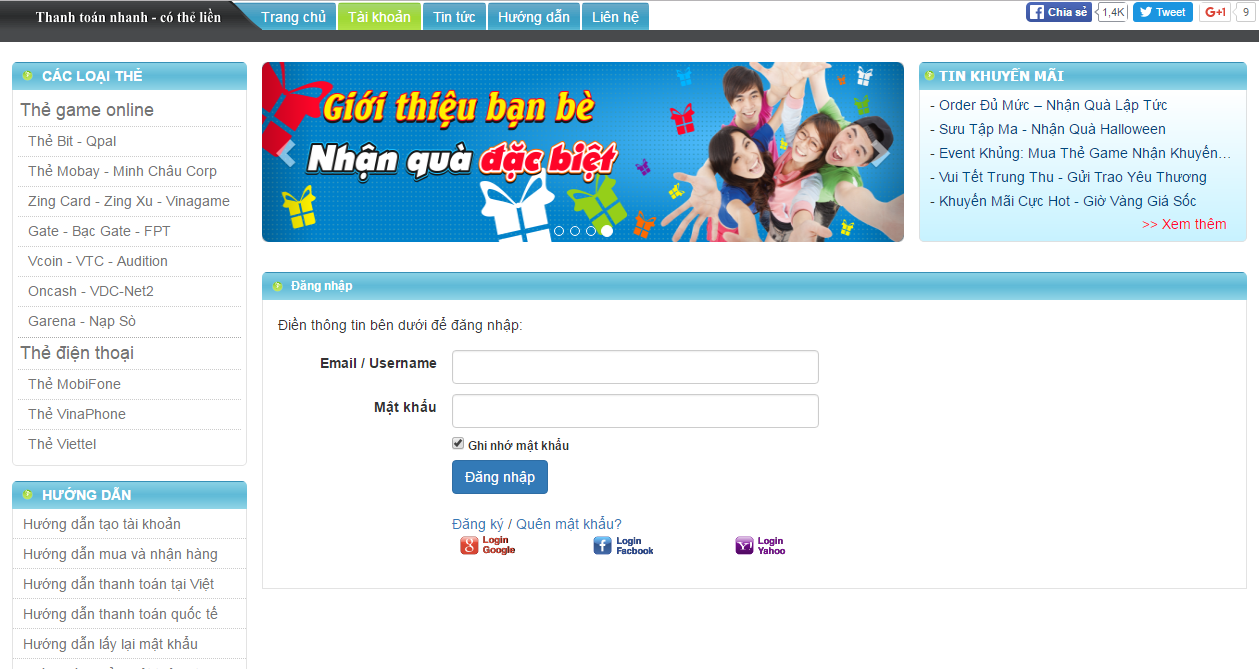 Thanh toán nhanh - có thẻ liền
Trang chủ
Tài khoản
Tin tức
Hướng dẫn
Liên hệ
Chia sẻ
1,4K
Tweet
G+1
9
CÁC LOẠI THẺ
Thẻ game online
Thẻ Bit - Qpal
Thẻ Mobay - Minh Châu Corp
Zing Card - Zing Xu - Vinagame
Gate - Bạc Gate - FPT
Vcoin - VTC - Audition
Oncash - VDC-Net2
Garena - Nạp Sò
Thẻ điện thoại
Thẻ MobiFone
Thẻ VinaPhone
Thẻ Viettel
HƯỚNG DẪN
Hướng dẫn tạo tài khoản
Hướng dẫn mua và nhận hàng
Hướng dẫn thanh toán tại Việt
Hướng dẫn thanh toán quốc tế
Hướng dẫn lấy lại mật khẩu
Giới thiệu bạn bè
Nhận quà đặc biệt
TIN KHUYẾN MÃI
- Order Đủ Mức – Nhận Quà Lập Tức
- Sưu Tập Ma - Nhận Quà Halloween
- Event Khủng: Mua Thẻ Game Nhận Khuyến...
- Vui Tết Trung Thu - Gửi Trao Yêu Thương
- Khuyến Mãi Cực Hot - Giờ Vàng Giá Sốc
>> Xem thêm
Đăng nhập
Điền thông tin bên dưới để đăng nhập:
Email / Username
Mật khẩu
Ghi nhớ mật khẩu
Đăng nhập
Đăng ký / Quên mật khẩu?
Login Google
Login Facbook
Login Yahoo